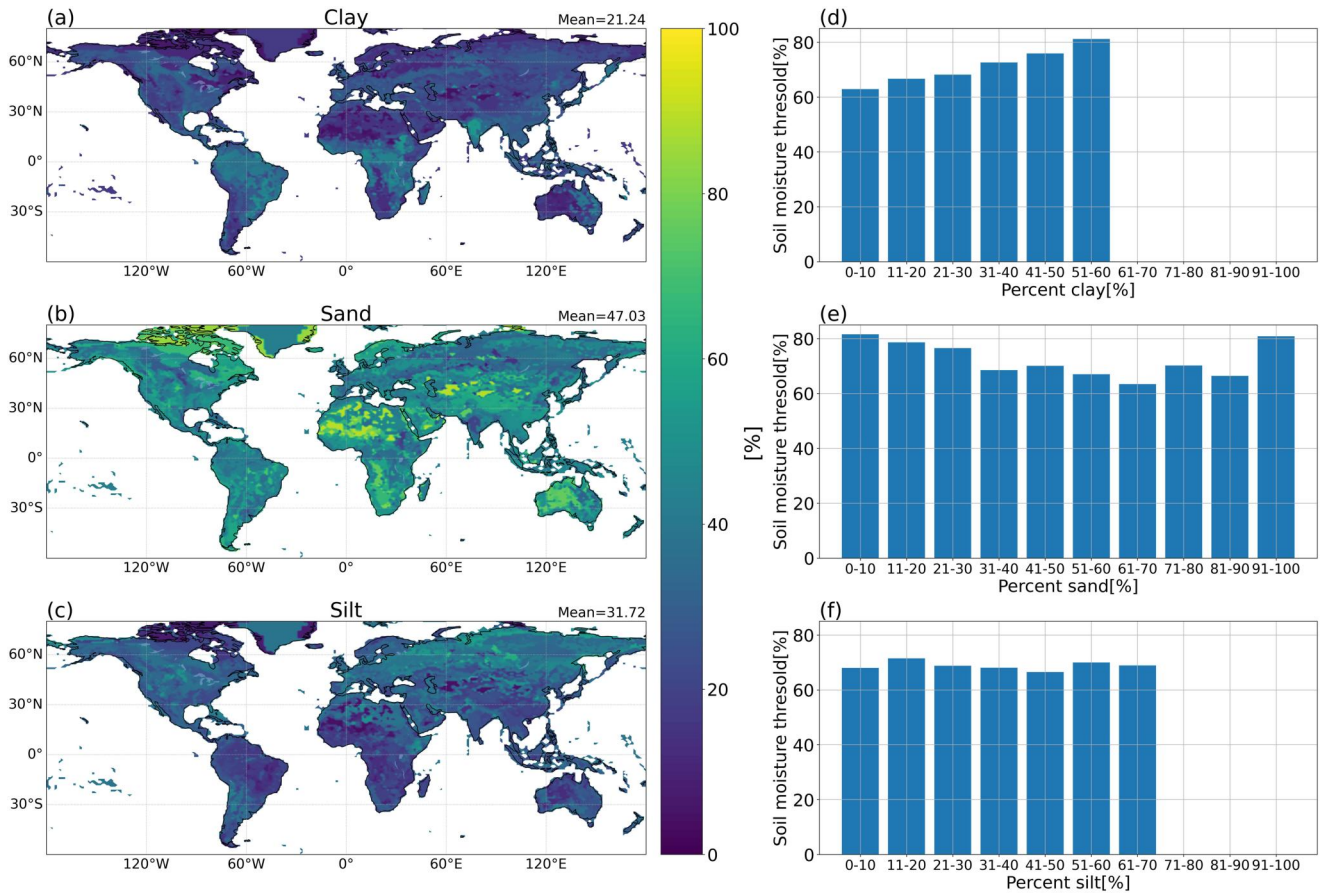 (a) Clay Mean=21.24
60°N
30°N
0°
30°S
120°W 60°W 0° 60°E 120°E
(b) Sand Mean=47.03
60°N
30°N
0°
30°S
120°W 60°W 0° 60°E 120°E
(c) Silt Mean=31.72
60°N
30°N
0°
30°S
120°W 60°W 0° 60°E 120°E
100
80
60
40
20
0
[%]
(d)
Soil moisture thresold[%]
80
60
40
20
0
0-10 11-20 21-30 31-40 41-50 51-60 61-70 71-80 81-90 91-100
Percent clay[%]
(e)
Soil moisture thresold[%]
80
60
40
20
0
0-10 11-20 21-30 31-40 41-50 51-60 61-70 71-80 81-90 91-100
Percent sand[%]
(f)
Soil moisture thresold[%]
80
60
40
20
0
0-10 11-20 21-30 31-40 41-50 51-60 61-70 71-80 81-90 91-100
Percent silt[%]